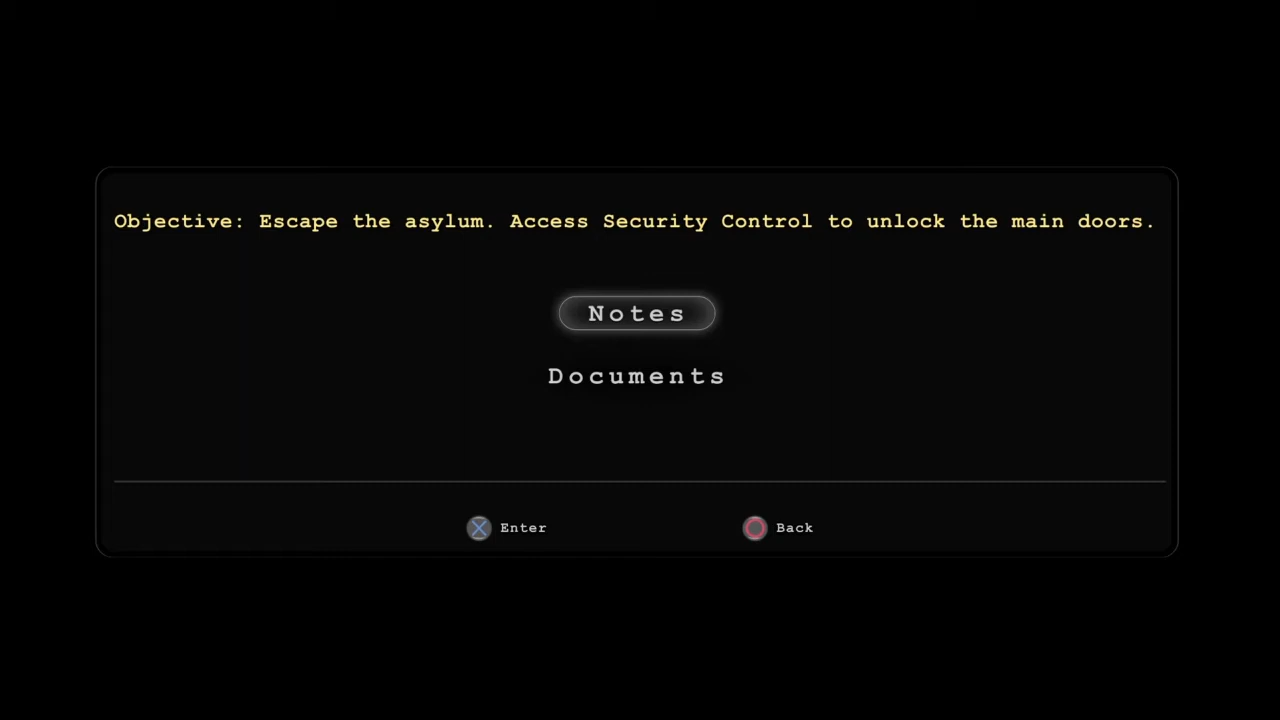 Objective: Escape the asylum. Access Security Control to unlock the main doors.
Notes
Documents
Enter
Back